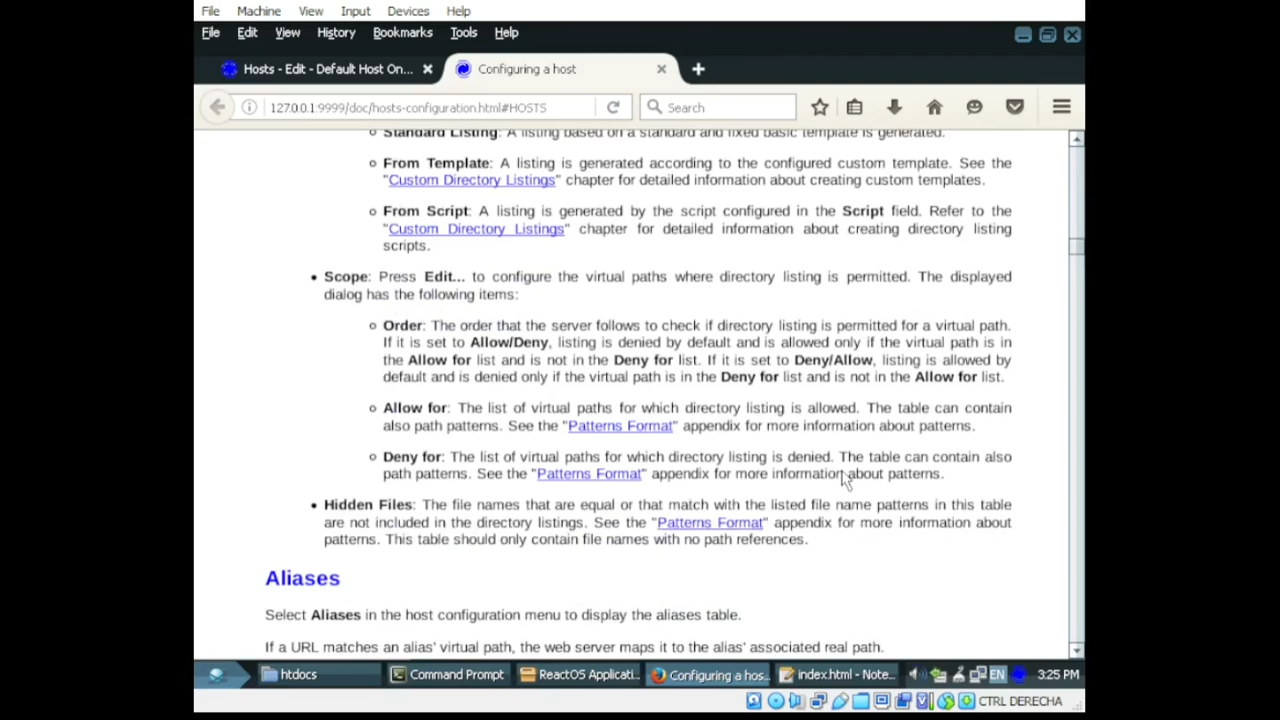 File Machine View Input Devices Help
File Edit View History Bookmarks Tools Help
Hosts - Edit - Default Host On...
Configuring a host
127.0.0.1:9999/doc/hosts-configuration.html#HOSTS
Search
Standard Listing: A listing based on a standard and fixed basic template is generated.
From Template: A listing is generated according to the configured custom template. See the
"Custom Directory Listings" chapter for detailed information about creating custom templates.
From Script: A listing is generated by the script configured in the Script field. Refer to the
"Custom Directory Listings" chapter for detailed information about creating directory listing
scripts.
Scope: Press Edit... to configure the virtual paths where directory listing is permitted. The displayed
dialog has the following items:
Order: The order that the server follows to check if directory listing is permitted for a virtual path.
If it is set to Allow/Deny, listing is denied by default and is allowed only if the virtual path is in
the Allow for list and is not in the Deny for list. If it is set to Deny/Allow, listing is allowed by
default and is denied only if the virtual path is in the Deny for list and is not in the Allow for list.
Allow for: The list of virtual paths for which directory listing is allowed. The table can contain
also path patterns. See the "Patterns Format" appendix for more information about patterns.
Deny for: The list of virtual paths for which directory listing is denied. The table can contain also
path patterns. See the "Patterns Format" appendix for more information about patterns.
Hidden Files: The file names that are equal or that match with the listed file name patterns in this table
are not included in the directory listings. See the "Patterns Format" appendix for more information about
patterns. This table should only contain file names with no path references.
Aliases
Select Aliases in the host configuration menu to display the aliases table.
If a URL matches an alias' virtual path, the web server maps it to the alias' associated real path.
htdocs
Command Prompt
ReactOS Applicati...
Configuring a hos...
index.html - Note...
EN
3:25 PM
CTRL DERECHA